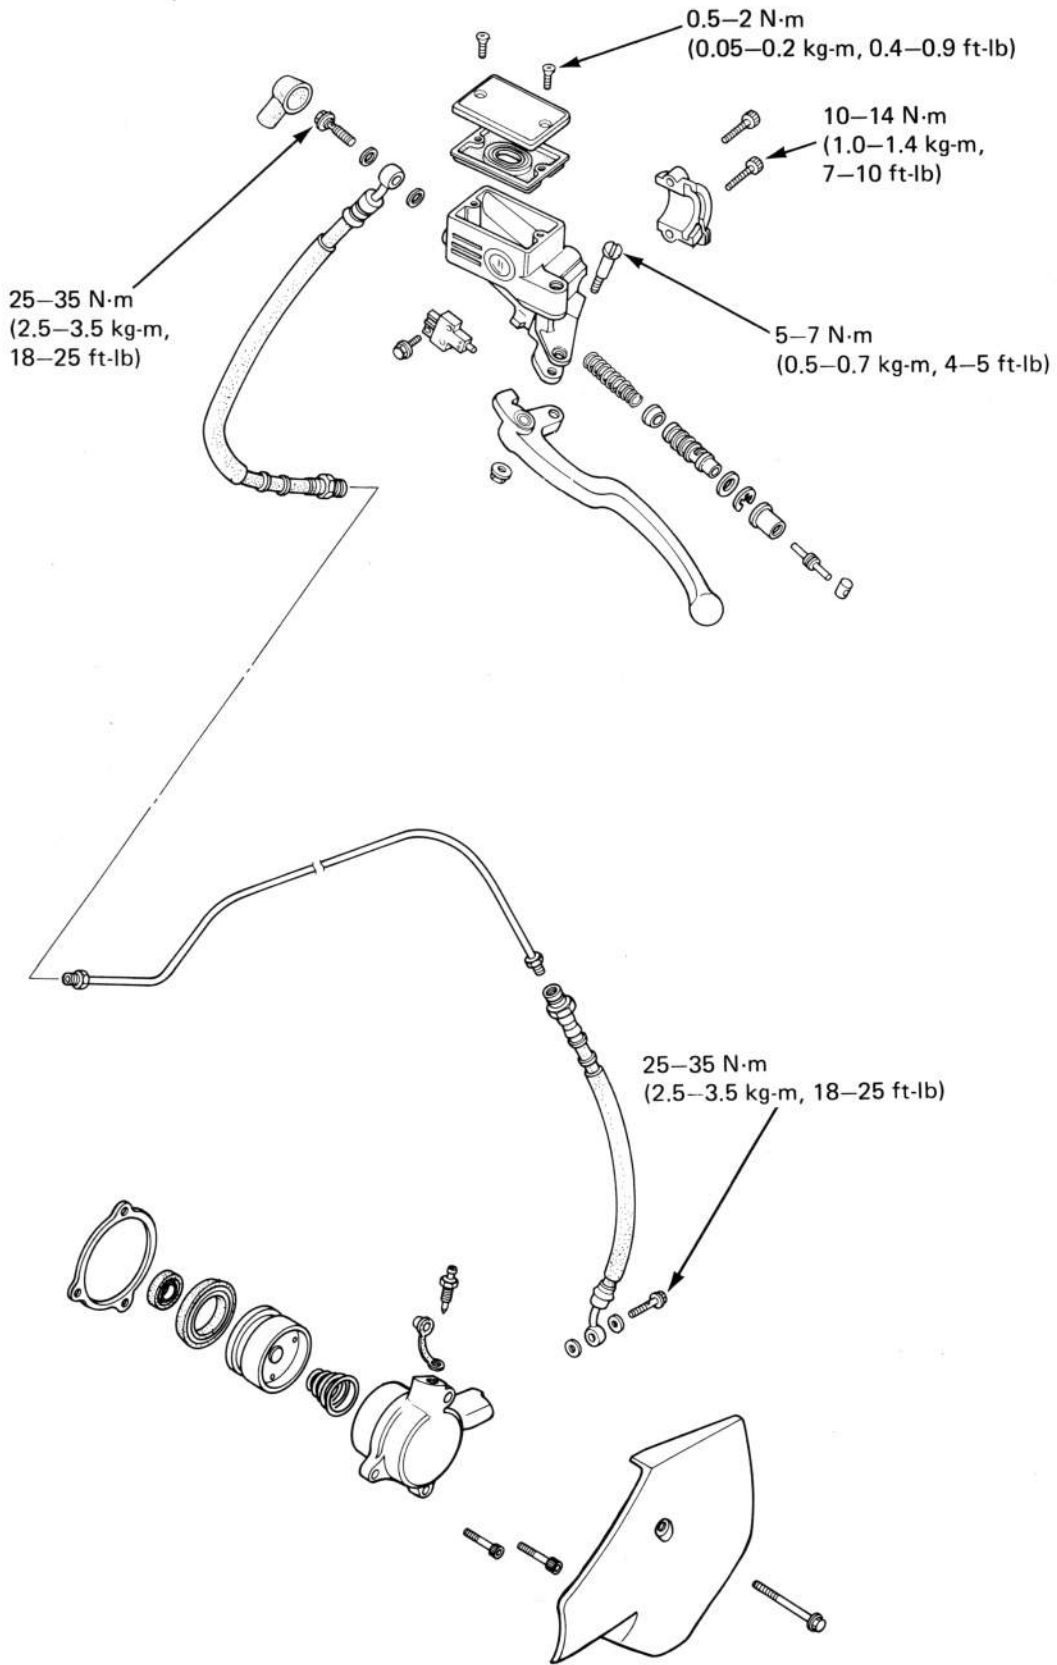 0.5–2 N·m
(0.05–0.2 kg-m, 0.4–0.9 ft-lb)
10–14 N·m
(1.0–1.4 kg-m,
7–10 ft-lb)
25–35 N·m
(2.5–3.5 kg-m,
18–25 ft-lb)
5–7 N·m
(0.5–0.7 kg-m, 4–5 ft-lb)
25–35 N·m
(2.5–3.5 kg-m, 18–25 ft-lb)